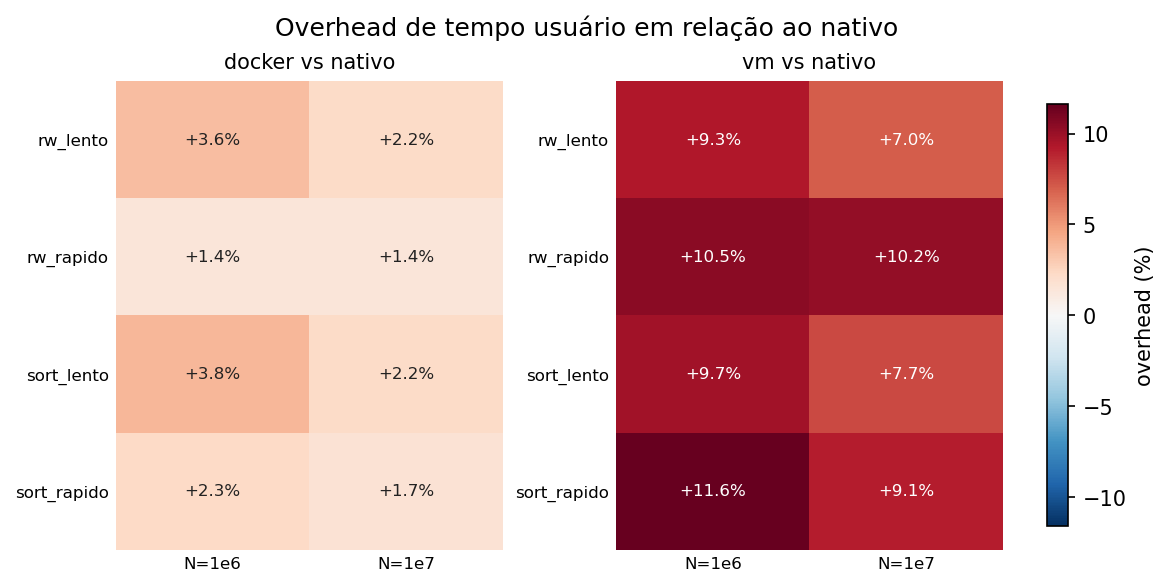 Overhead de tempo usuário em relação ao nativo
docker vs nativo
vm vs nativo
rw_lento
+3.6%
+2.2%
rw_lento
+9.3%
+7.0%
rw_rapido
+1.4%
+1.4%
rw_rapido
+10.5%
+10.2%
sort_lento
+3.8%
+2.2%
sort_lento
+9.7%
+7.7%
sort_rapido
+2.3%
+1.7%
sort_rapido
+11.6%
+9.1%
N=1e6
N=1e7
N=1e6
N=1e7
10
5
0
−5
−10
overhead (%)